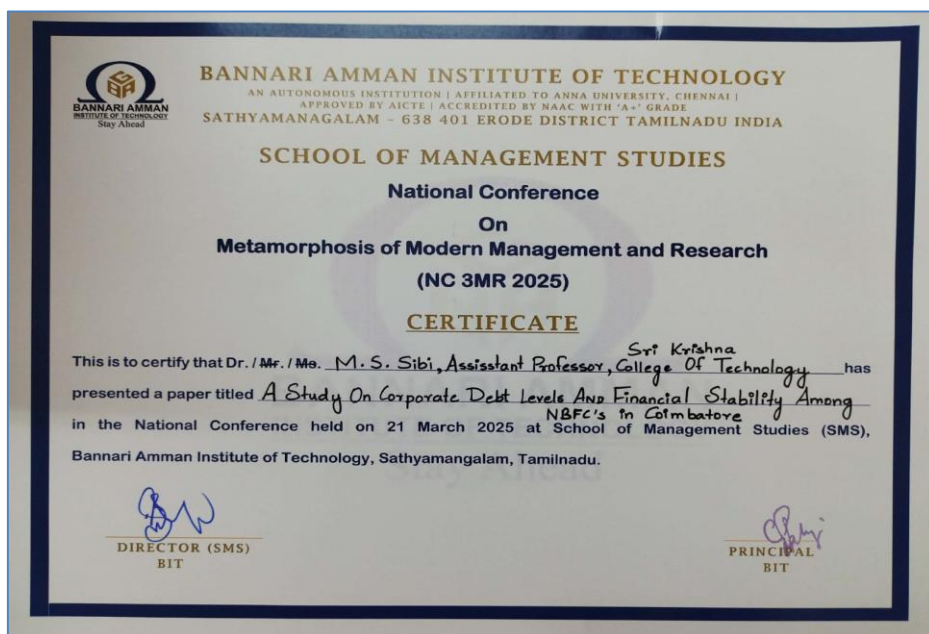 BANNARI AMMAN INSTITUTE OF TECHNOLOGY
AN AUTONOMOUS INSTITUTION | AFFILIATED TO ANNA UNIVERSITY, CHENNAI |
APPROVED BY AICTE | ACCREDITED BY NAAC WITH 'A+' GRADE
SATHYAMANAGALAM – 638 401 ERODE DISTRICT TAMILNADU INDIA
BANNARI AMMAN
INSTITUTE OF TECHNOLOGY
Stay Ahead
SCHOOL OF MANAGEMENT STUDIES
National Conference
On
Metamorphosis of Modern Management and Research
(NC 3MR 2025)
CERTIFICATE
This is to certify that Dr. / Mr. / Ms. M. S. Sibi, Assisstant Professor, Sri Krishna College Of Technology has
presented a paper titled A Study On Corporate Debt Levels And Financial Stability Among
NBFC's in Coimbatore
in the National Conference held on 21 March 2025 at School of Management Studies (SMS),
Bannari Amman Institute of Technology, Sathyamangalam, Tamilnadu.
DIRECTOR (SMS)
BIT
PRINCIPAL
BIT